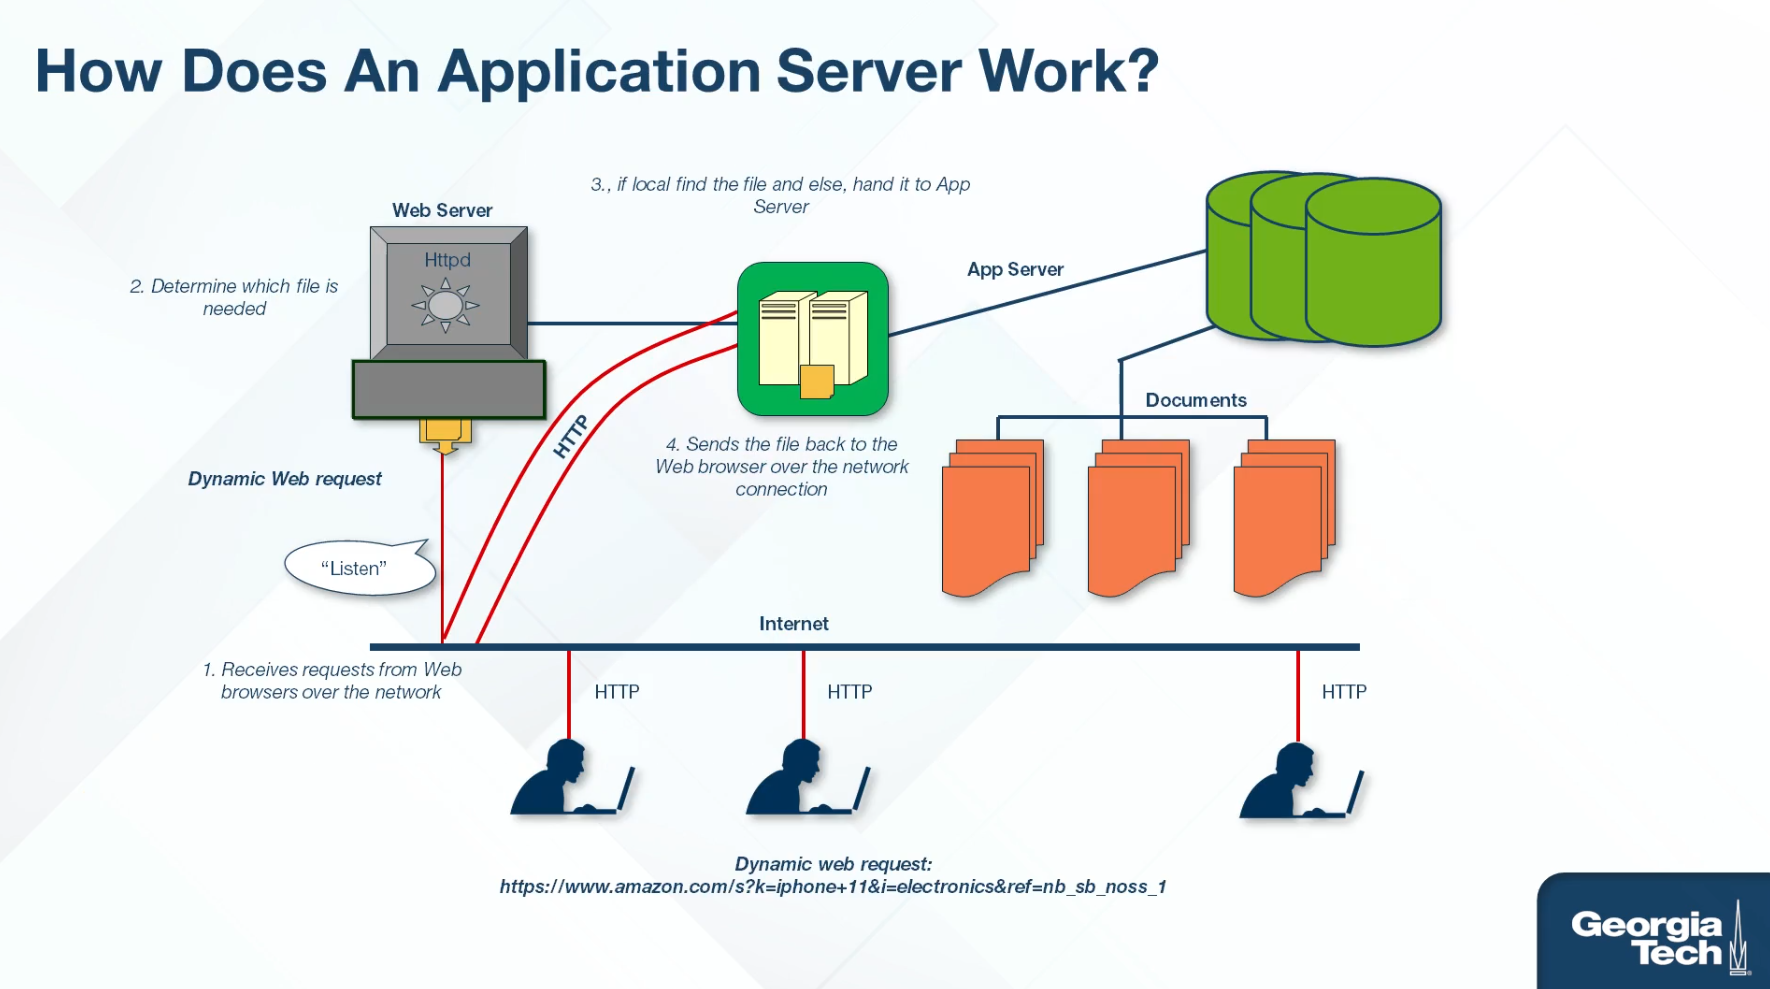 How Does An Application Server Work?
3., if local find the file and else, hand it to App
Server
Web Server
Httpd
2. Determine which file is
needed
App Server
Documents
HTTP
4. Sends the file back to the
Web browser over the network
connection
Dynamic Web request
“Listen”
Internet
1. Receives requests from Web
browsers over the network
HTTP
HTTP
HTTP
Dynamic web request:
https://www.amazon.com/s?k=iphone+11&i=electronics&ref=nb_sb_noss_1
Georgia
Tech